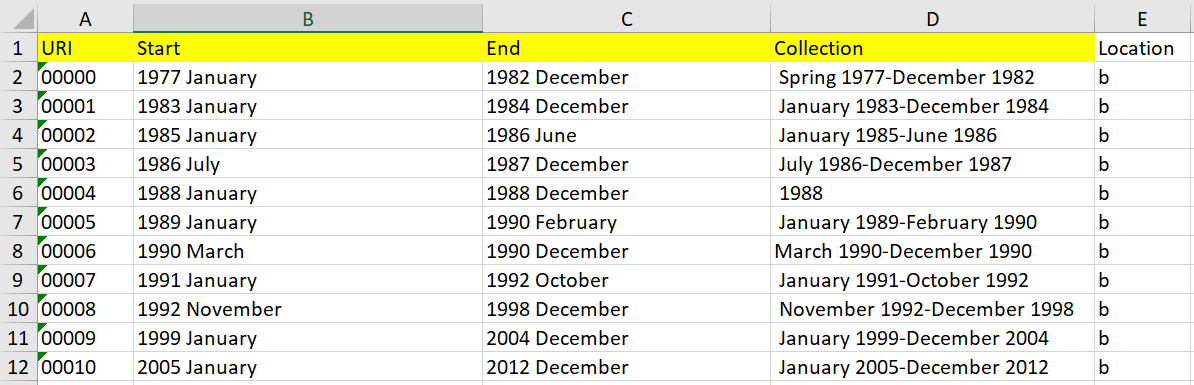 A B C D E
1 URI Start End Collection Location
2 00000 1977 January 1982 December Spring 1977-December 1982 b
3 00001 1983 January 1984 December January 1983-December 1984 b
4 00002 1985 January 1986 June January 1985-June 1986 b
5 00003 1986 July 1987 December July 1986-December 1987 b
6 00004 1988 January 1988 December 1988 b
7 00005 1989 January 1990 February January 1989-February 1990 b
8 00006 1990 March 1990 December March 1990-December 1990 b
9 00007 1991 January 1992 October January 1991-October 1992 b
10 00008 1992 November 1998 December November 1992-December 1998 b
11 00009 1999 January 2004 December January 1999-December 2004 b
12 00010 2005 January 2012 December January 2005-December 2012 b